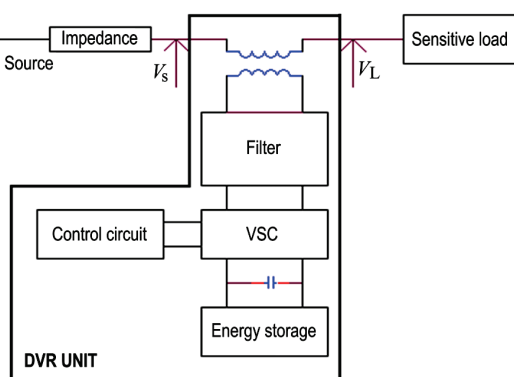 Impedance
Sensitive load
Source
Vs
VL
Filter
Control circuit
VSC
Energy storage
DVR UNIT